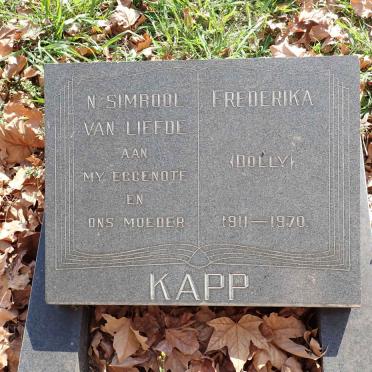 'N SIMBOOL
VAN LIEFDE
AAN
MY EGGENOTE
EN
ONS MOEDER
FREDERIKA
(DOLLY).
1911—1970.
KAPP